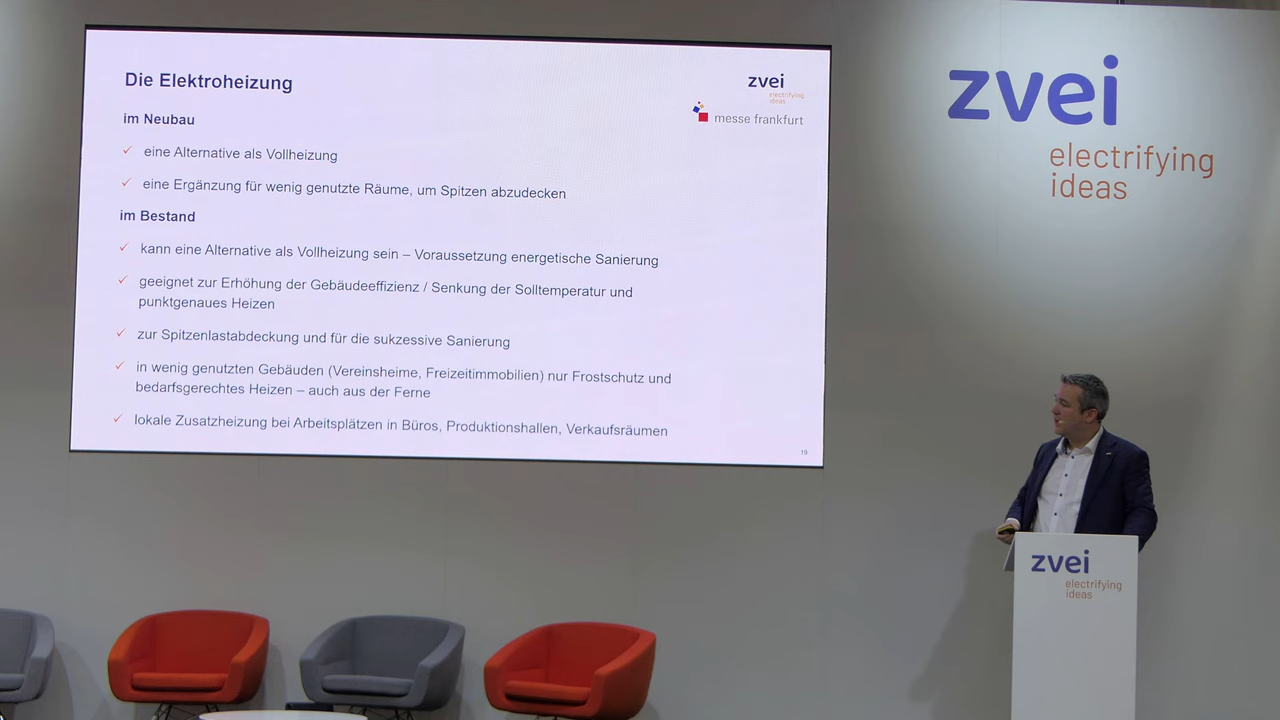 Die Elektroheizung
zvei
electrifying
ideas
messe frankfurt
im Neubau
✓ eine Alternative als Vollheizung
✓ eine Ergänzung für wenig genutzte Räume, um Spitzen abzudecken
im Bestand
✓ kann eine Alternative als Vollheizung sein – Voraussetzung energetische Sanierung
✓ geeignet zur Erhöhung der Gebäudeeffizienz / Senkung der Solltemperatur und
punktgenaues Heizen
✓ zur Spitzenlastabdeckung und für die sukzessive Sanierung
✓ in wenig genutzten Gebäuden (Vereinsheime, Freizeitimmobilien) nur Frostschutz und
bedarfsgerechtes Heizen – auch aus der Ferne
✓ lokale Zusatzheizung bei Arbeitsplätzen in Büros, Produktionshallen, Verkaufsräumen
19
zvei
electrifying
ideas
zvei
electrifying
ideas